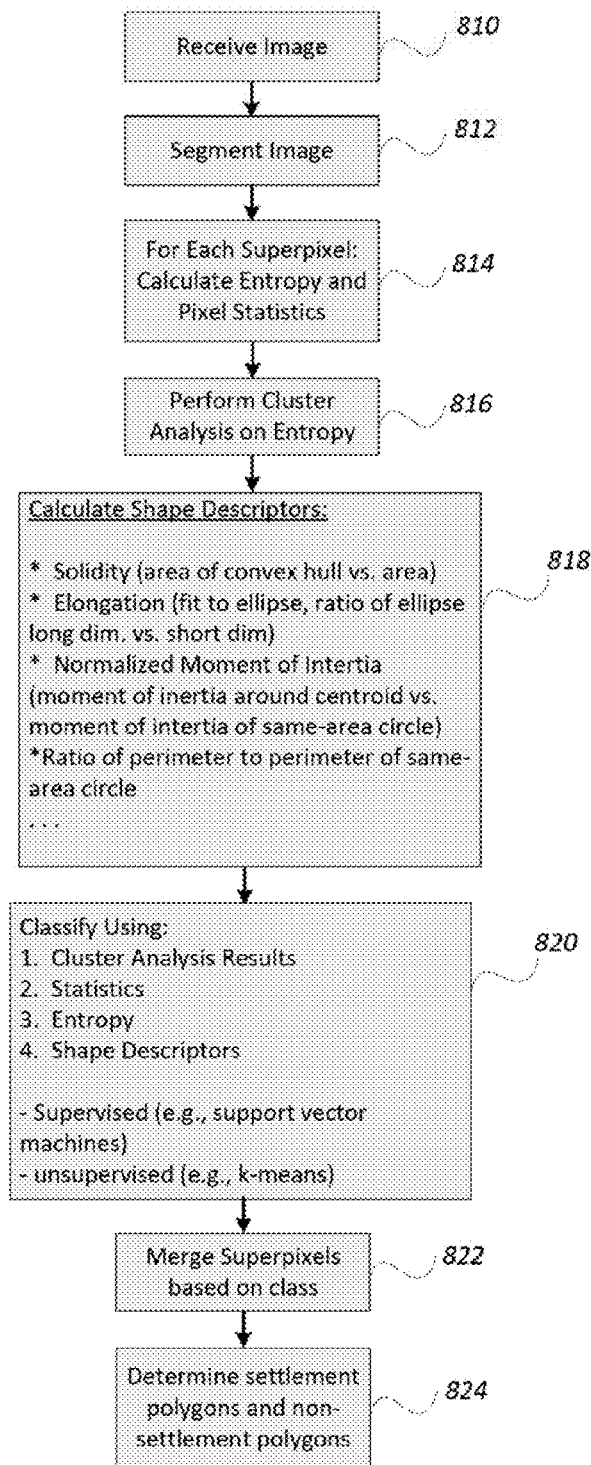 Receive Image
810
Segment Image
812
For Each Superpixel:
Calculate Entropy and
Pixel Statistics
814
Perform Cluster
Analysis on Entropy
816
Calculate Shape Descriptors:
* Solidity (area of convex hull vs. area)
* Elongation (fit to ellipse, ratio of ellipse
long dim. vs. short dim)
* Normalized Moment of Intertia
(moment of inertia around centroid vs.
moment of intertia of same-area circle)
*Ratio of perimeter to perimeter of same-
area circle
. . .
818
Classify Using:
1. Cluster Analysis Results
2. Statistics
3. Entropy
4. Shape Descriptors
- Supervised (e.g., support vector
machines)
- unsupervised (e.g., k-means)
820
Merge Superpixels
based on class
822
Determine settlement
polygons and non-
settlement polygons
824